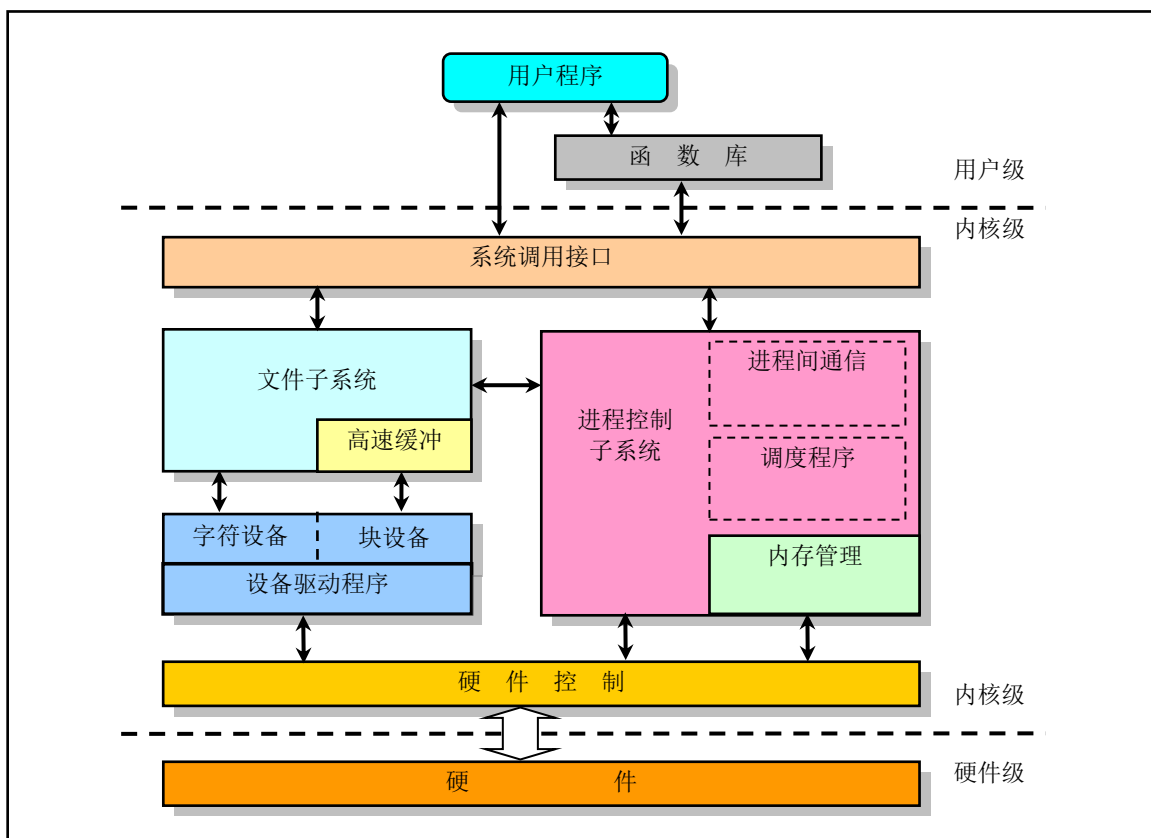 用户程序
函 数 库
用户级
内核级
系统调用接口
文件子系统
高速缓冲
进程控制
子系统
进程间通信
调度程序
内存管理
字符设备
块设备
设备驱动程序
硬 件 控 制
内核级
硬 件
硬件级